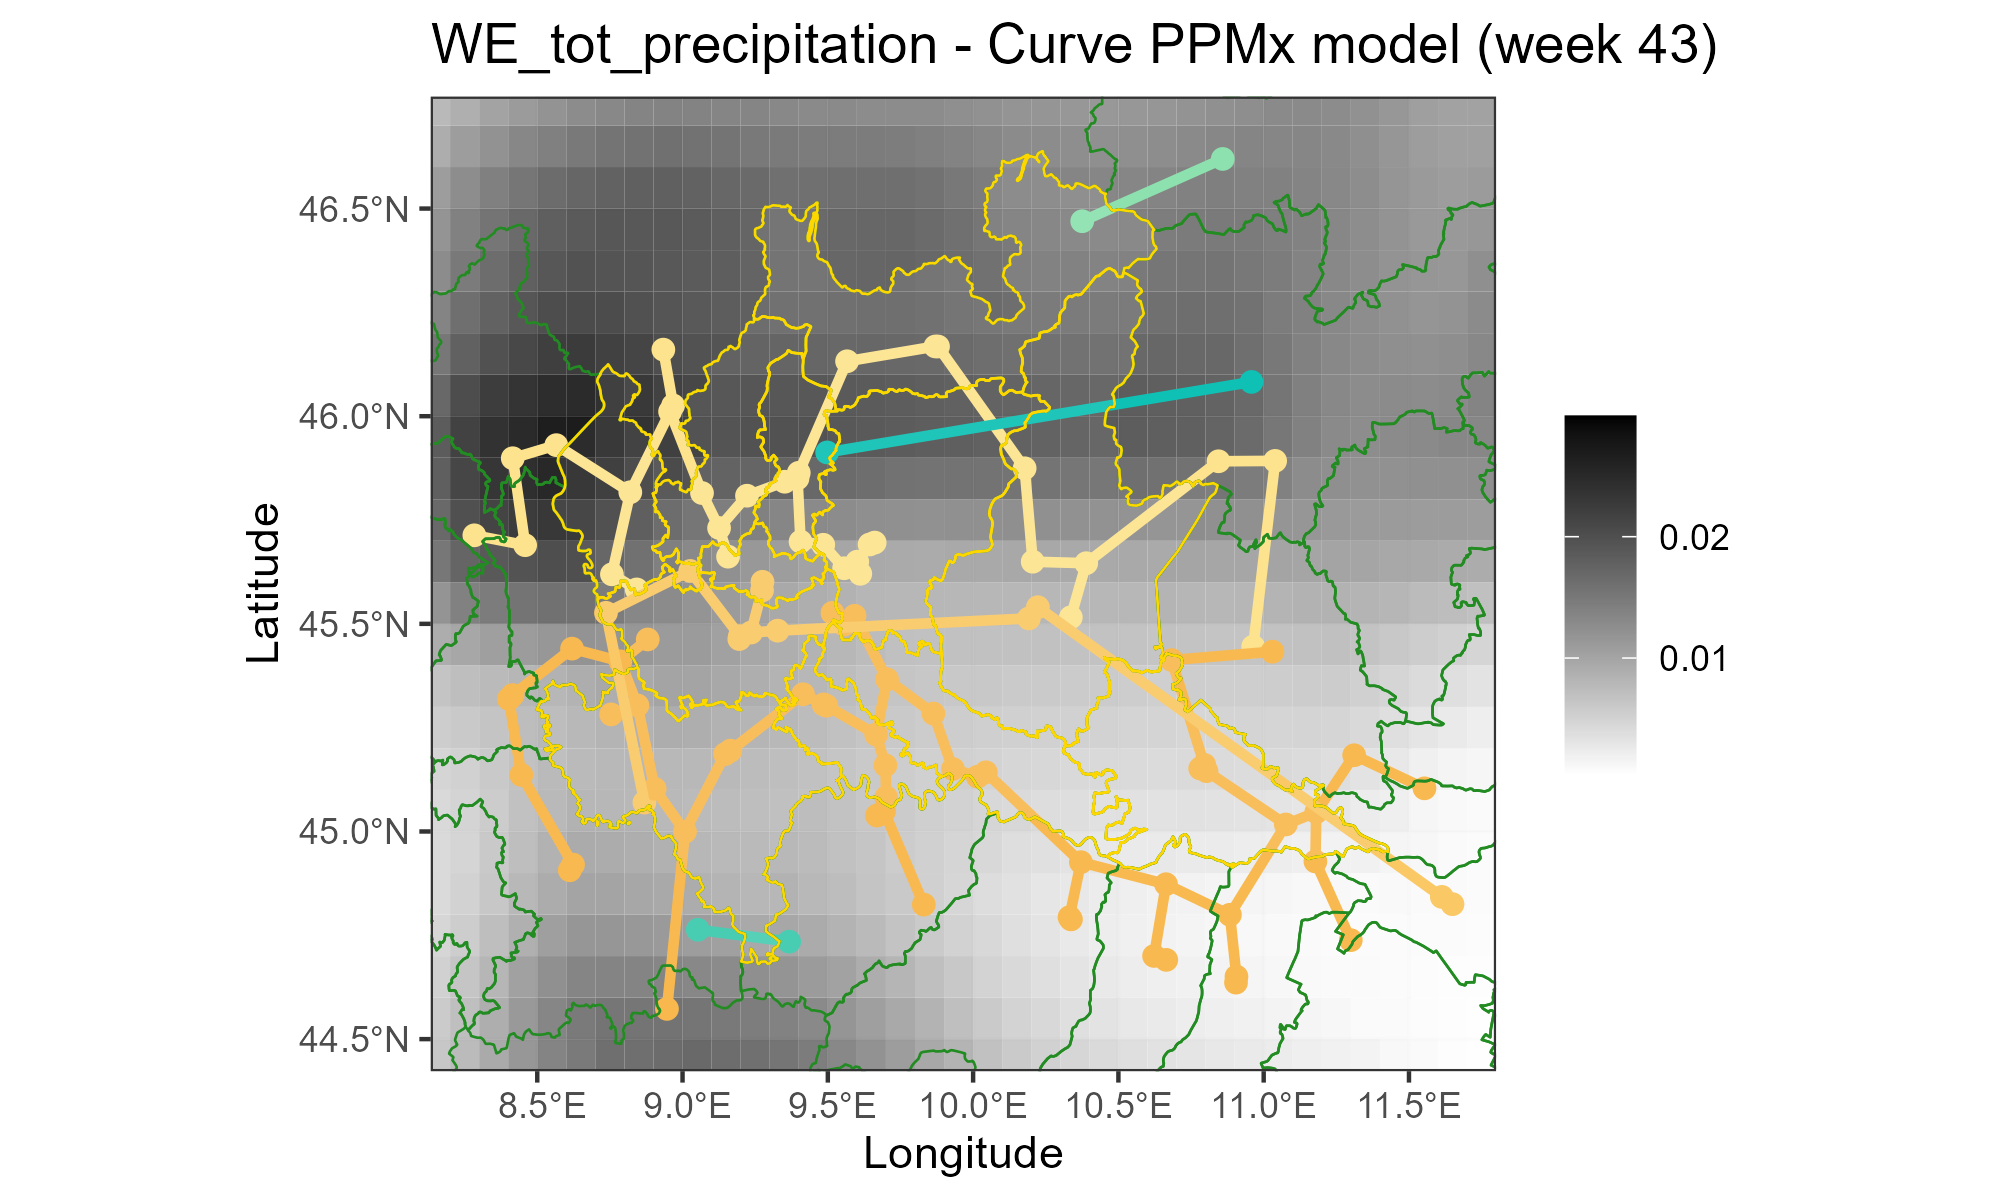 WE_tot_precipitation - Curve PPMx model (week 43)
46.5°N
46.0°N
45.5°N
45.0°N
44.5°N
Latitude
8.5°E 9.0°E 9.5°E 10.0°E 10.5°E 11.0°E 11.5°E
Longitude
0.02
0.01